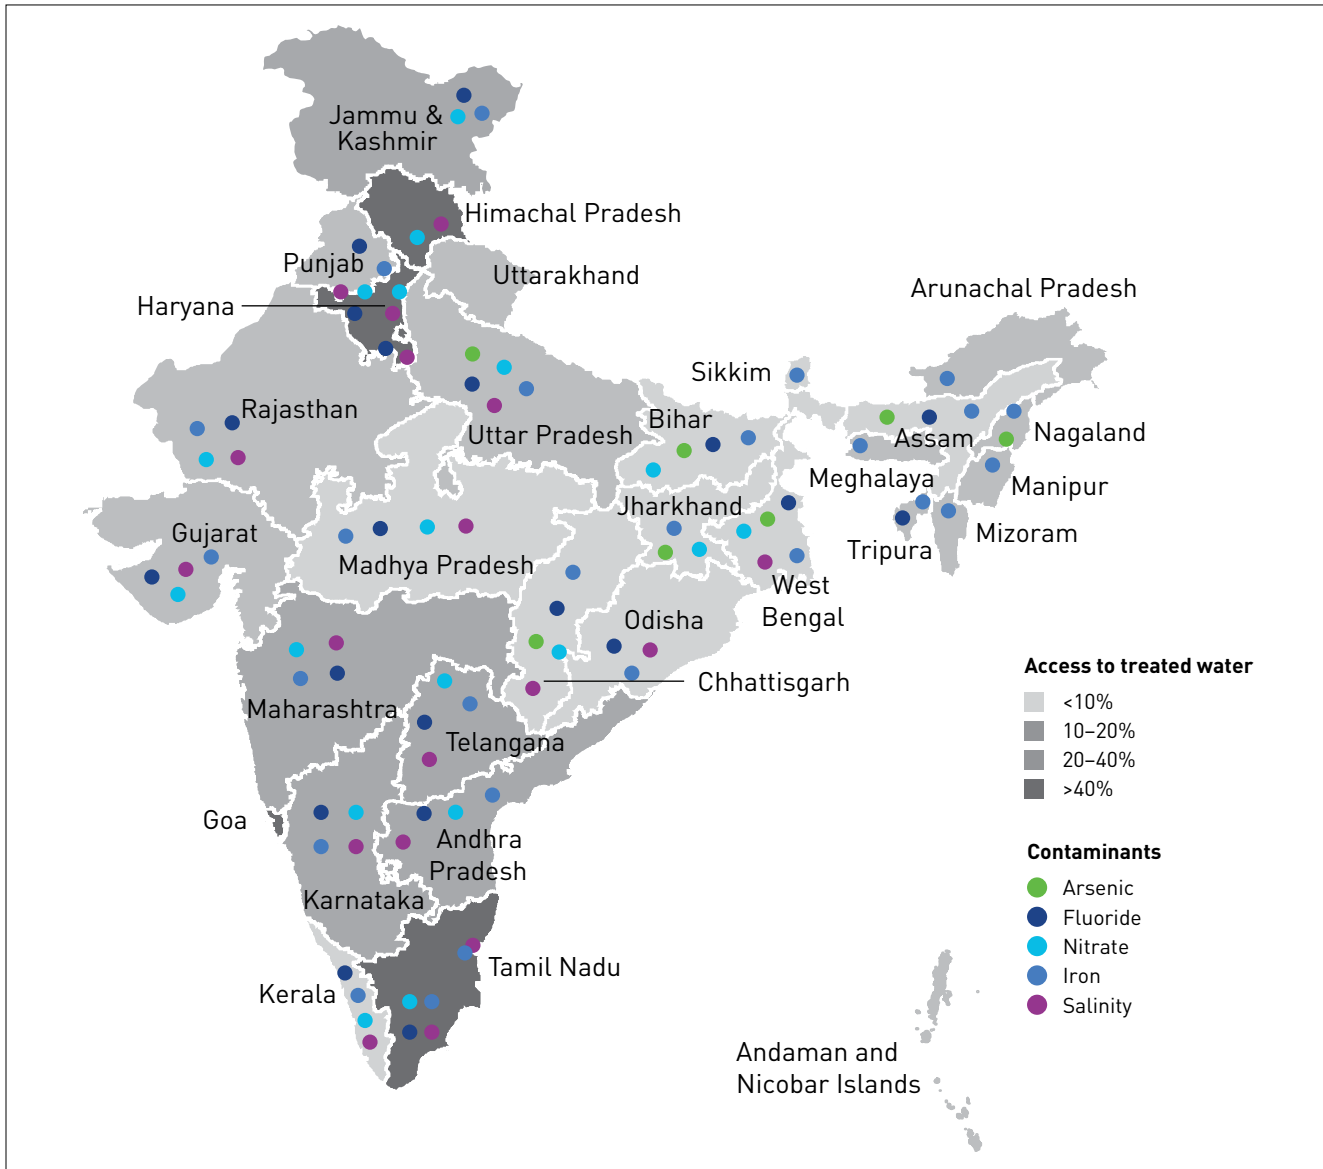 Jammu &
Kashmir
Himachal Pradesh
Punjab
Uttarakhand
Haryana
Arunachal Pradesh
Sikkim
Rajasthan
Bihar
Uttar Pradesh
Assam
Nagaland
Meghalaya
Manipur
Jharkhand
Gujarat
Mizoram
Tripura
Madhya Pradesh
West
Bengal
Odisha
Chhattisgarh
Maharashtra
Telangana
Goa
Andhra
Pradesh
Karnataka
Tamil Nadu
Kerala
Andaman and
Nicobar Islands
Access to treated water
<10%
10–20%
20–40%
>40%
Contaminants
Arsenic
Fluoride
Nitrate
Iron
Salinity